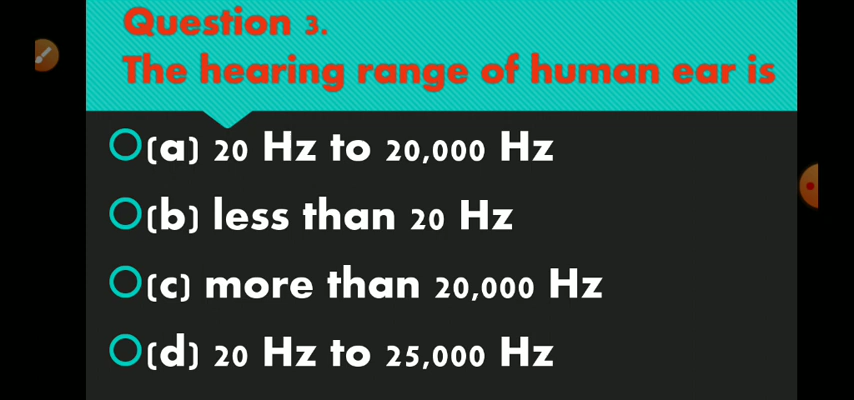 Question 3.
The hearing range of human ear is
(a) 20 Hz to 20,000 Hz
(b) less than 20 Hz
(c) more than 20,000 Hz
(d) 20 Hz to 25,000 Hz